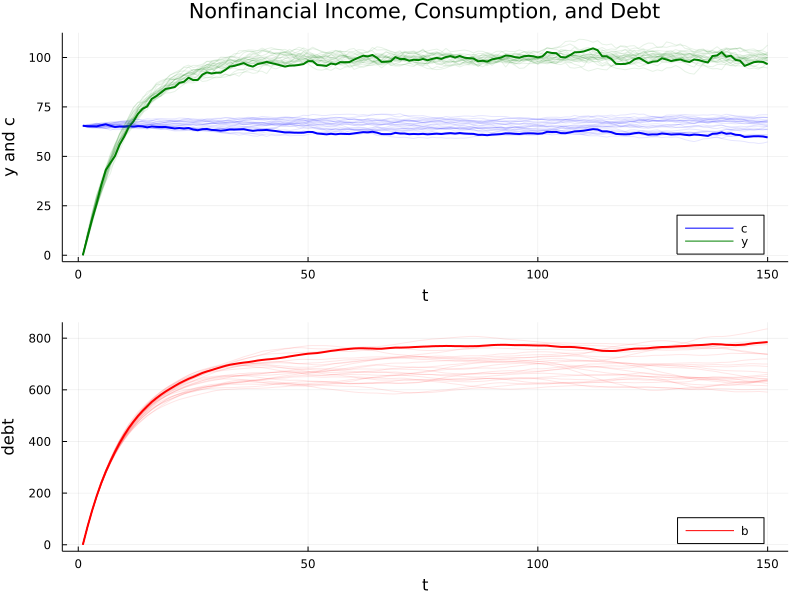 Nonfinancial Income, Consumption, and Debt
y and c
100
75
50
25
0
c
y
0 50 100 150
t
debt
800
600
400
200
0
b
0 50 100 150
t